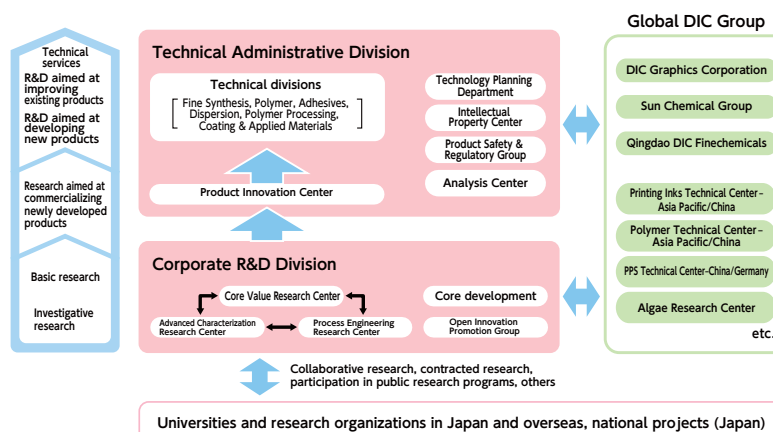 Technical
services
R&D aimed at
improving
existing products
R&D aimed at
developing
new products
Research aimed at
commercializing
newly developed
products
Basic research
Investigative
research
Technical Administrative Division
Technical divisions
Fine Synthesis, Polymer, Adhesives,
Dispersion, Polymer Processing,
Coating & Applied Materials
Product Innovation Center
Technology Planning
Department
Intellectual
Property Center
Product Safety &
Regulatory Group
Analysis Center
Corporate R&D Division
Core Value Research Center
Advanced Characterization
Research Center
Process Engineering
Research Center
Core development
Open Innovation
Promotion Group
Global DIC Group
DIC Graphics Corporation
Sun Chemical Group
Qingdao DIC Finechemicals
Printing Inks Technical Center–
Asia Pacific/China
Polymer Technical Center–
Asia Pacific/China
PPS Technical Center–China/Germany
Algae Research Center
etc.
Collaborative research, contracted research,
participation in public research programs, others
Universities and research organizations in Japan and overseas, national projects (Japan)